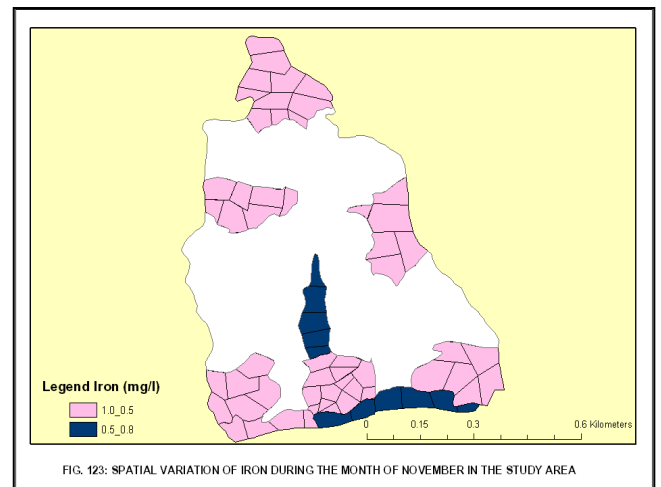 Legend Iron (mg/l)
1.0_0.5
0.5_0.8
0 0.15 0.3 0.6 Kilometers
FIG. 123: SPATIAL VARIATION OF IRON DURING THE MONTH OF NOVEMBER IN THE STUDY AREA